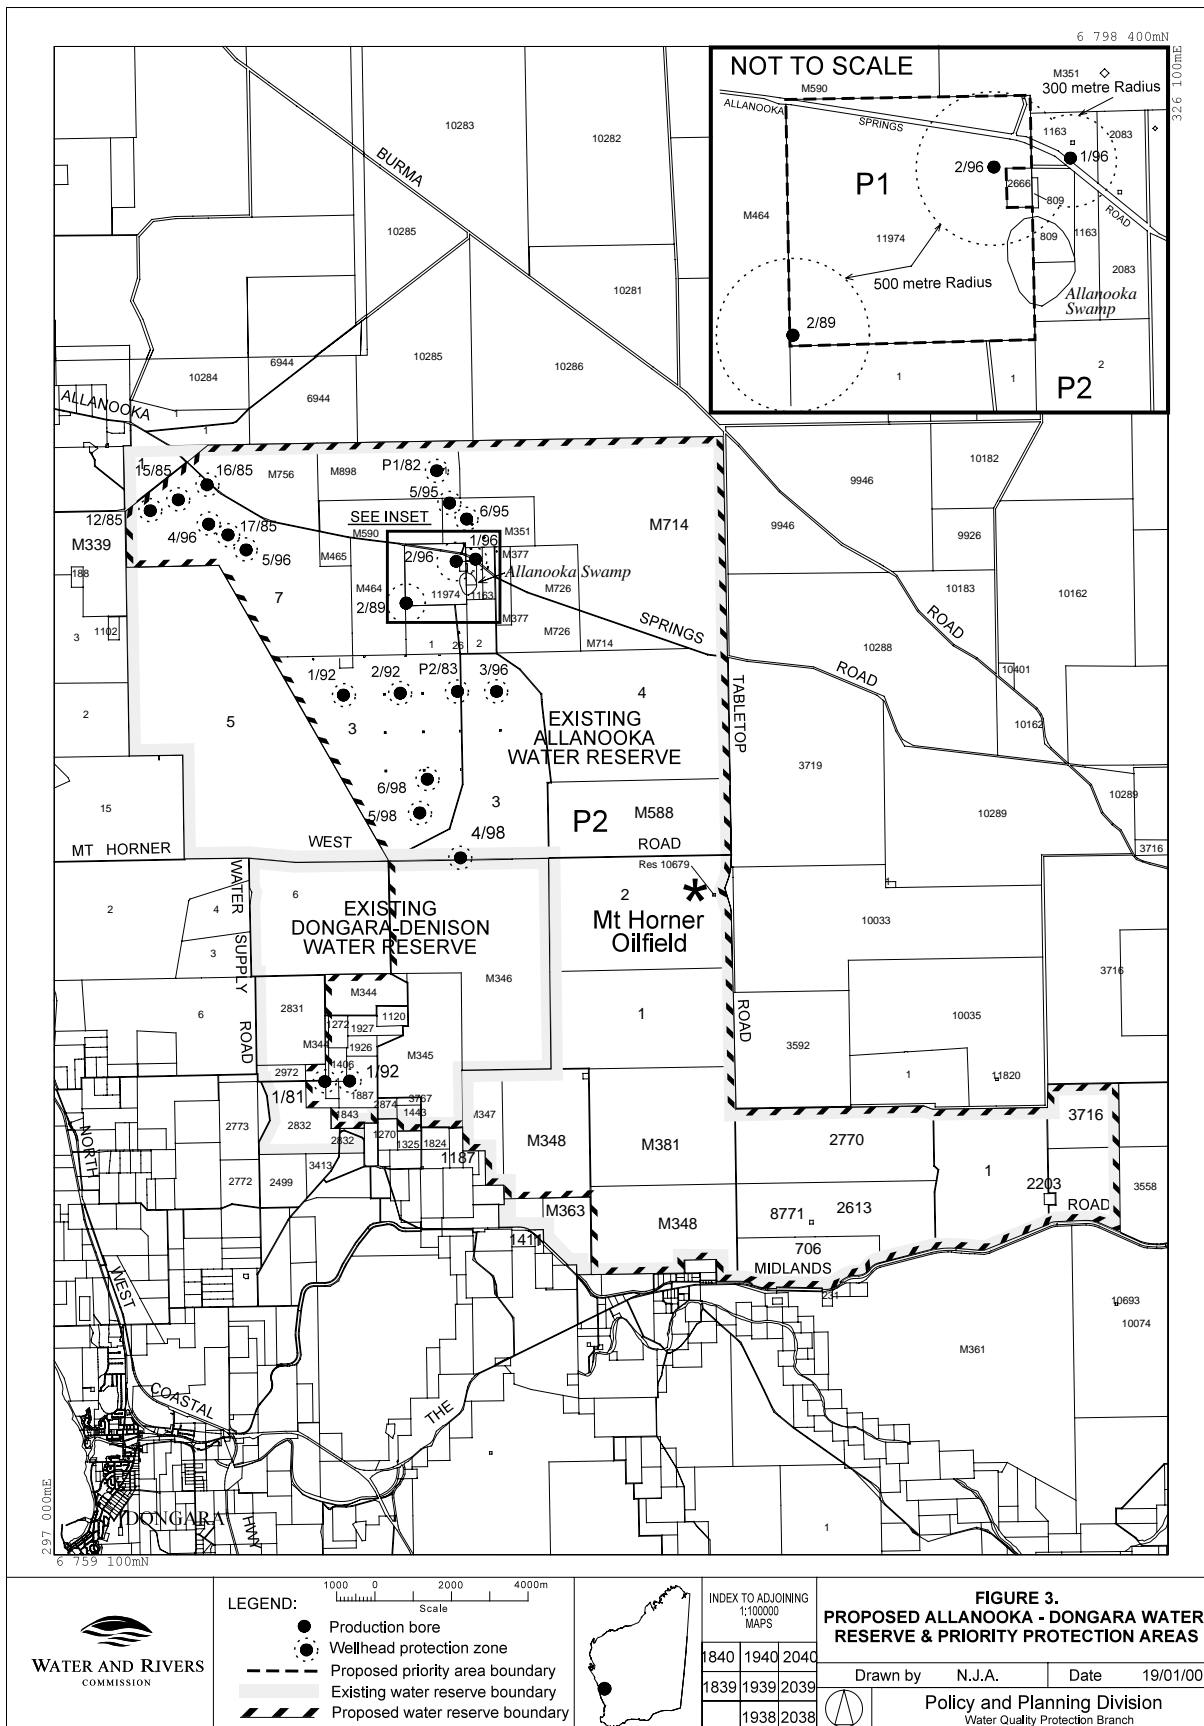 6 798 400mN
326 100mE
NOT TO SCALE
M590
M351
300 metre Radius
ALLANOOKA
SPRINGS
1163
2083
2/96
1/96
P1
2666
809
ROAD
M464
11974
809
1163
2083
500 metre Radius
Allanooka
Swamp
2/89
1
1
2
P2
10283
10282
BURMA
10285
10281
6944
10285
10286
10284
6944
ALLANOOKA
1
1
1
15/85
16/85
M756
M898
P1/82
5/95
6/95
12/85
SEE INSET
M714
4/96
17/85
M590
M351
M339
5/96
M465
2/96
1/96
M377
Allanooka Swamp
188
7
M464
11974
1163
M726
2/89
M377
M726
SPRINGS
3
1102
1
26
2
M714
10182
9946
9946
9926
10183
10162
ROAD
10288
ROAD
10401
10162
1/92
2/92
P2/83
3/96
4
TABLETOP
2
5
3
EXISTING
ALLANOOKA
WATER RESERVE
3719
10289
10289
6/98
3
15
5/98
P2
M588
MT HORNER
WEST
4/98
ROAD
3716
Res 10679
1
WATER
6
2
*
2
4
EXISTING
DONGARA-DENISON
WATER RESERVE
Mt Horner
Oilfield
10033
3
SUPPLY
M346
3716
M344
2831
1
ROAD
6
1120
10035
ROAD
1272
1927
M344
1926
M345
3592
2972
1406
1
11820
1/81
1/92
1887
3767
2874
1443
M347
3716
2773
2832
1843
M348
M381
2770
2832
1270
1325
1824
NORTH
1187
1
3413
2772
2499
2203
3558
M363
8771
2613
ROAD
M348
1411
706
MIDLANDS
WEST
231
10693
10074
M361
COASTAL
THE
DONGARA
HWY
1
297 000mE
6 759 100mN
WATER AND RIVERS
COMMISSION
LEGEND:
1000 0 2000 4000m
Scale
Production bore
Wellhead protection zone
Proposed priority area boundary
Existing water reserve boundary
Proposed water reserve boundary
INDEX TO ADJOINING
1:100000
MAPS
1840 1940 2040
1839 1939 2039
1938 2038
FIGURE 3.
PROPOSED ALLANOOKA - DONGARA WATER
RESERVE & PRIORITY PROTECTION AREAS
Drawn by N.J.A. Date 19/01/00
Policy and Planning Division
Water Quality Protection Branch